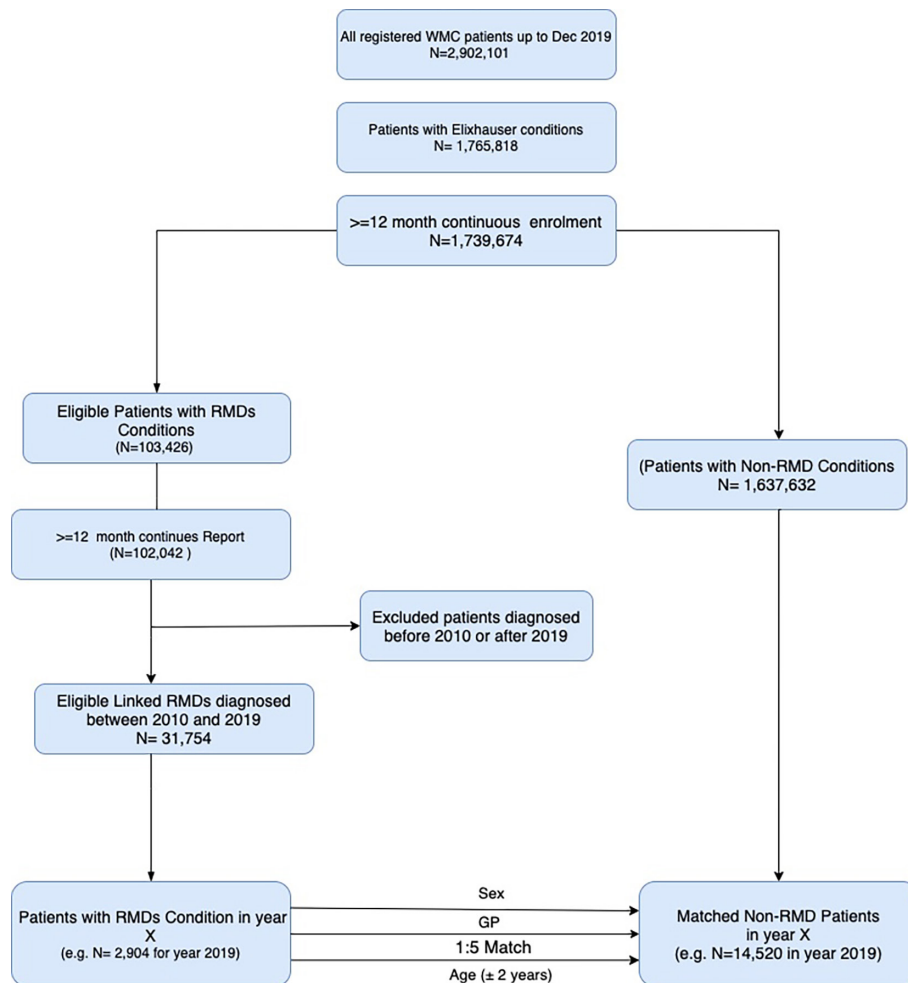 All registered WMC patients up to Dec 2019
N=2,902,101
Patients with Elixhauser conditions
N= 1,765,818
>=12 month continuous  enrolment
N=1,739,674
Eligible Patients with RMDs
Conditions
(N=103,426)
(Patients with Non-RMD Conditions
N= 1,637,632
>=12  month continues Report
(N=102,042 )
Excluded patients diagnosed
before 2010 or after 2019
Eligible Linked RMDs diagnosed
between 2010 and 2019
N= 31,754
Patients with RMDs Condition in year
X
(e.g. N= 2,904 for year 2019)
Sex
GP
1:5 Match
Age (± 2 years)
Matched Non-RMD Patients
in year X
(e.g. N=14,520 in year 2019)